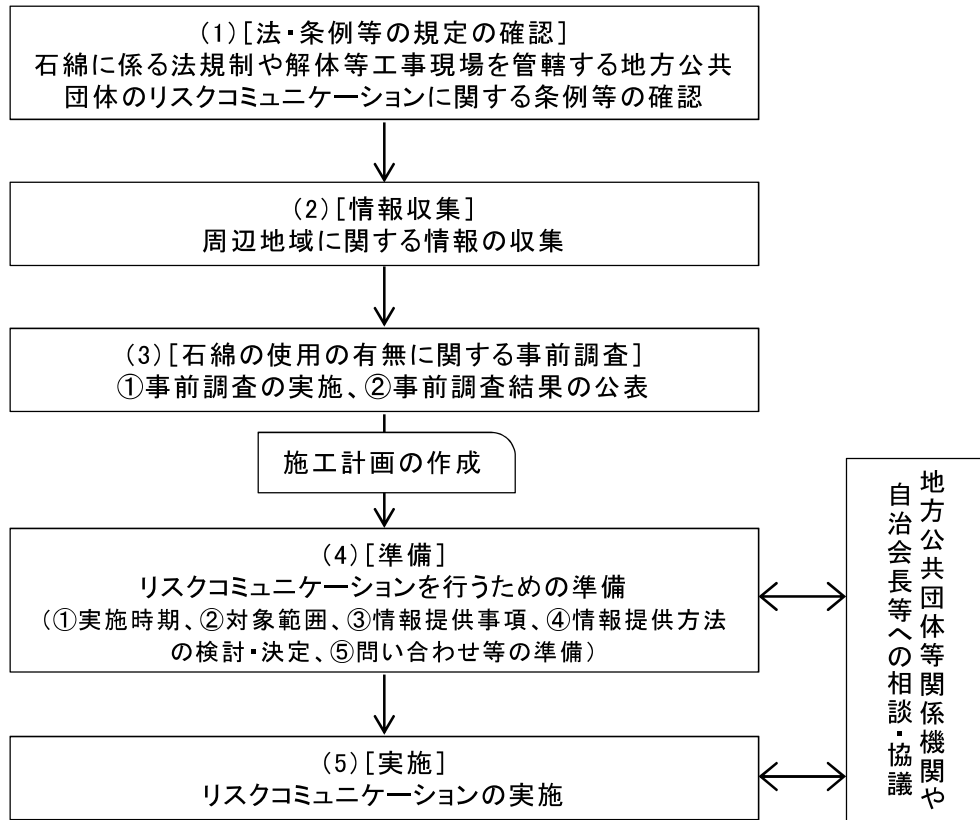 (1)[法・条例等の規定の確認]
石綿に係る法規制や解体等工事現場を管轄する地方公共
団体のリスクコミュニケーションに関する条例等の確認
(2)[情報収集]
周辺地域に関する情報の収集
(3)[石綿の使用の有無に関する事前調査]
①事前調査の実施、②事前調査結果の公表
施工計画の作成
(4)[準備]
リスクコミュニケーションを行うための準備
(①実施時期、②対象範囲、③情報提供事項、④情報提供方法
の検討・決定、⑤問い合わせ等の準備)
(5)[実施]
リスクコミュニケーションの実施
地方公共団体等関係機関や
自治会長等への相談・協議